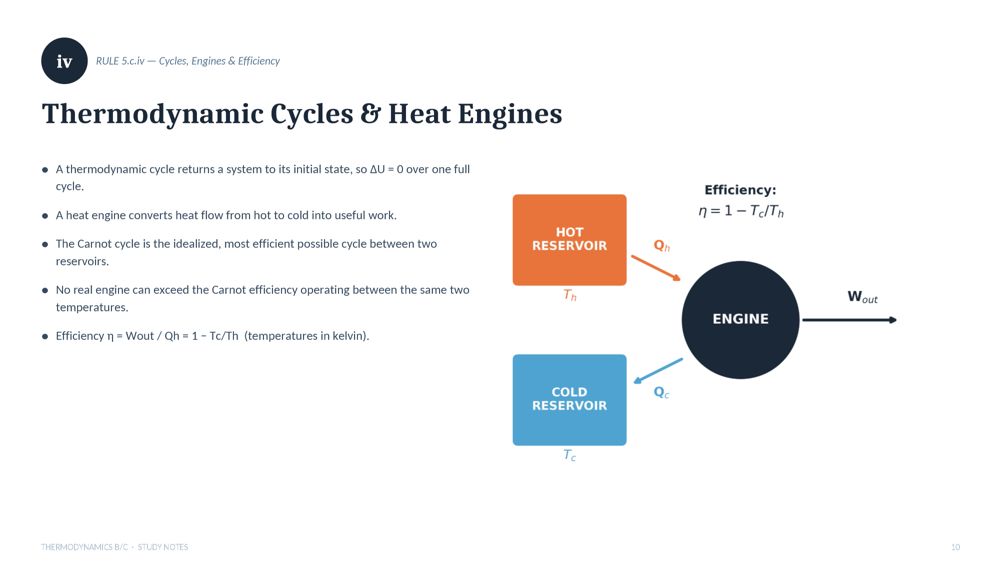 iv
RULE 5.c.iv — Cycles, Engines & Efficiency
Thermodynamic Cycles & Heat Engines
● A thermodynamic cycle returns a system to its initial state, so ΔU = 0 over one full
cycle.
● A heat engine converts heat flow from hot to cold into useful work.
● The Carnot cycle is the idealized, most efficient possible cycle between two
reservoirs.
● No real engine can exceed the Carnot efficiency operating between the same two
temperatures.
● Efficiency η = Wout / Qh = 1 − Tc/Th (temperatures in kelvin).
Efficiency:
η = 1 − Tc/Th
HOT
RESERVOIR
Th
Qh
ENGINE
Wout
COLD
RESERVOIR
Tc
Qc
THERMODYNAMICS B/C · STUDY NOTES
10